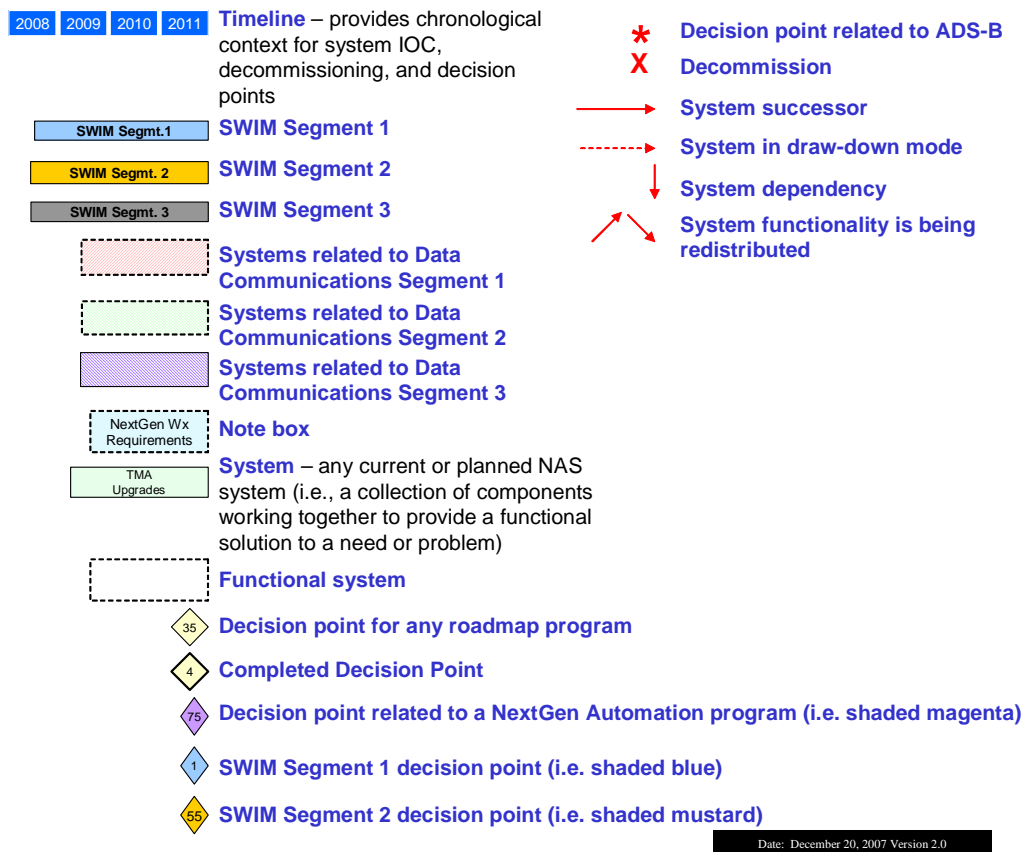 2008 2009 2010 2011 Timeline – provides chronological
context for system IOC,
decommissioning, and decision
points
SWIM Segmt.1 SWIM Segment 1
SWIM Segmt. 2 SWIM Segment 2
SWIM Segmt. 3 SWIM Segment 3
Systems related to Data
Communications Segment 1
Systems related to Data
Communications Segment 2
Systems related to Data
Communications Segment 3
NextGen Wx
Requirements
Note box
TMA
Upgrades
System – any current or planned NAS
system (i.e., a collection of components
working together to provide a functional
solution to a need or problem)
Functional system
35 Decision point for any roadmap program
4 Completed Decision Point
75 Decision point related to a NextGen Automation program (i.e. shaded magenta)
1 SWIM Segment 1 decision point (i.e. shaded blue)
55 SWIM Segment 2 decision point (i.e. shaded mustard)
* Decision point related to ADS-B
X Decommission
System successor
System in draw-down mode
System dependency
System functionality is being
redistributed
Date: December 20, 2007 Version 2.0